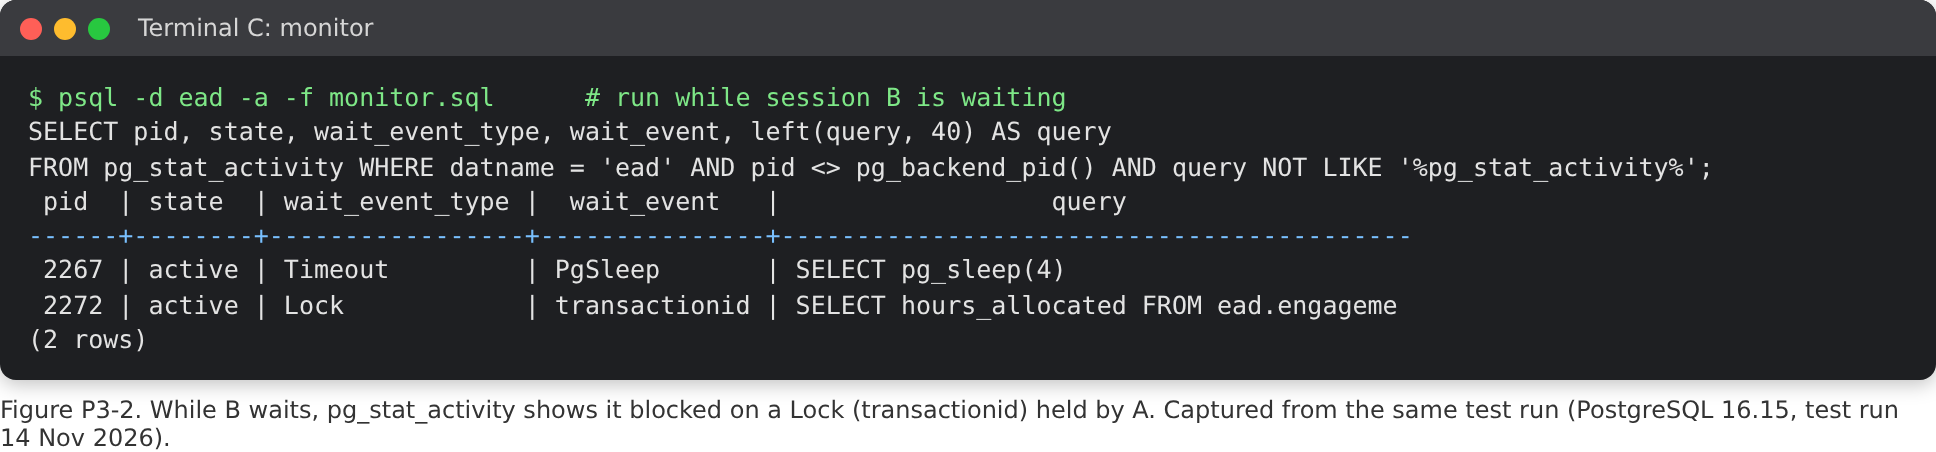 Terminal C: monitor
$ psql -d ead -a -f monitor.sql      # run while session B is waiting
SELECT pid, state, wait_event_type, wait_event, left(query, 40) AS query
FROM pg_stat_activity WHERE datname = 'ead' AND pid <> pg_backend_pid() AND query NOT LIKE '%pg_stat_activity%';
 pid  | state  | wait_event_type |  wait_event   |                  query
------+--------+-----------------+---------------+------------------------------------------
 2267 | active | Timeout         | PgSleep       | SELECT pg_sleep(4)
 2272 | active | Lock            | transactionid | SELECT hours_allocated FROM ead.engageme
(2 rows)
Figure P3-2. While B waits, pg_stat_activity shows it blocked on a Lock (transactionid) held by A. Captured from the same test run (PostgreSQL 16.15, test run
14 Nov 2026).